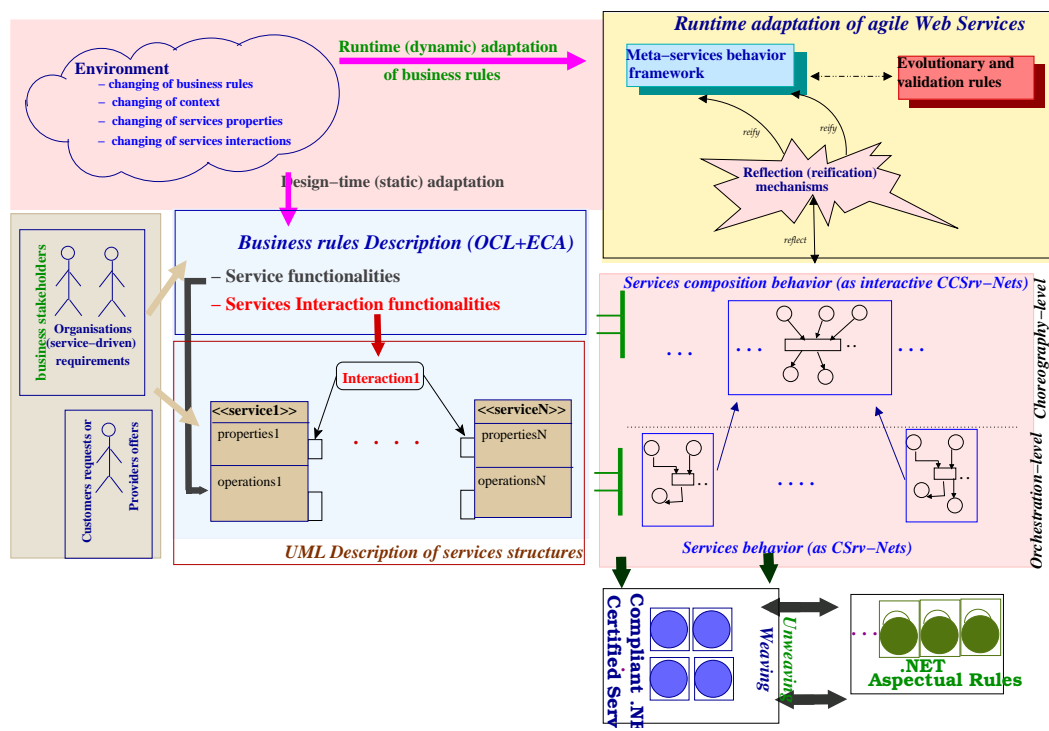 Runtime adaptation of agile Web Services
Environment
– changing of business rules
– changing of context
– changing of services properties
– changing of services interactions
Runtime (dynamic) adaptation
of business rules
Meta−services behavior
framework
Evolutionary and
validation rules
reify
reify
Reflection (reification)
mechanisms
reflect
Design−time (static) adaptation
business stakeholders
Organisations
(service−driven)
requirements
Customers requests or
Providers offers
Business rules Description (OCL+ECA)
– Service functionalities
– Services Interaction functionalities
Interaction1
<<service1>>
properties1
operations1
. . . .
<<serviceN>>
propertiesN
operationsN
UML Description of services structures
Services composition behavior (as interactive CCSrv−Nets)
. . .
. . .
. .
. . .
Choreography−level
Orchestration−level
. .
. . . .
. .
Services behavior (as CSrv−Nets)
Compliant .NE
Certified Serv
Weaving
Unweaving
. . .
.NET
Aspectual Rules